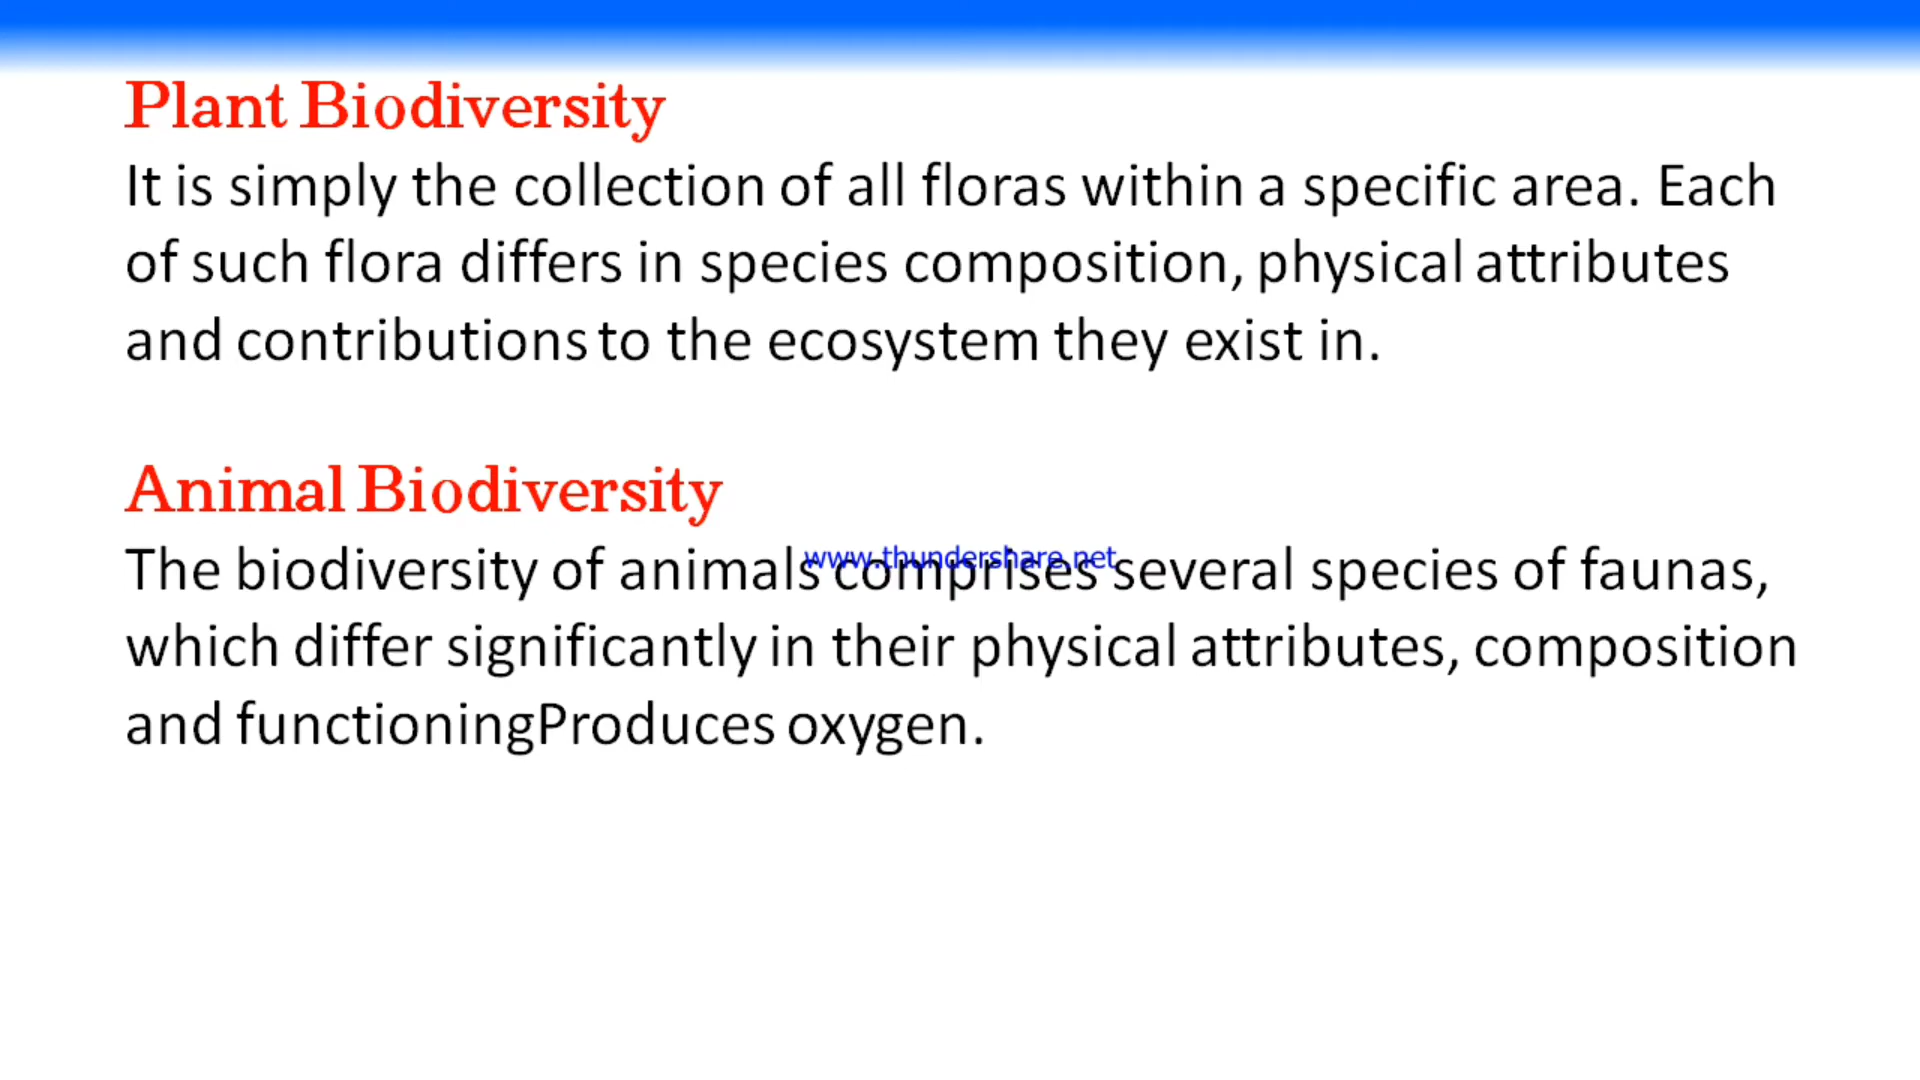 Plant Biodiversity
It is simply the collection of all floras within a specific area. Each
of such flora differs in species composition, physical attributes
and contributions to the ecosystem they exist in.
Animal Biodiversity
www.thundershare.net
The biodiversity of animals comprises several species of faunas,
which differ significantly in their physical attributes, composition
and functioningProduces oxygen.